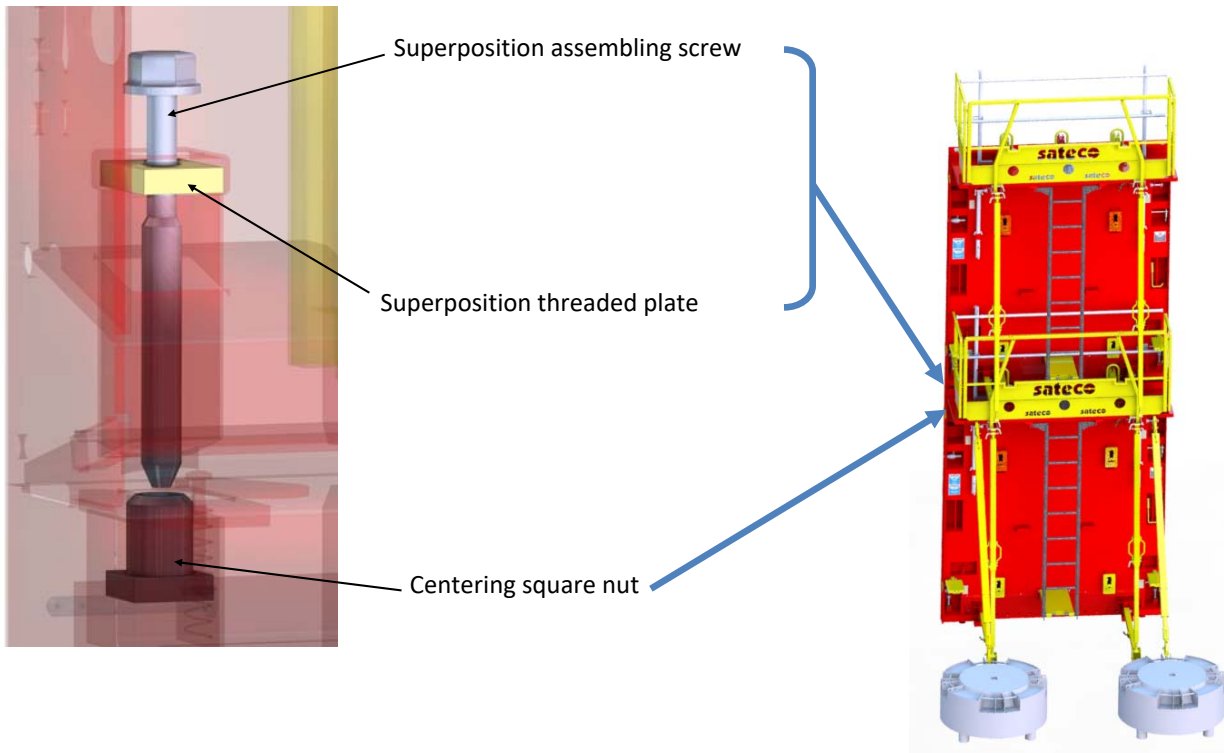 Superposition assembling screw
Superposition threaded plate
Centering square nut
sateco
sateco sateco
sateco
sateco sateco